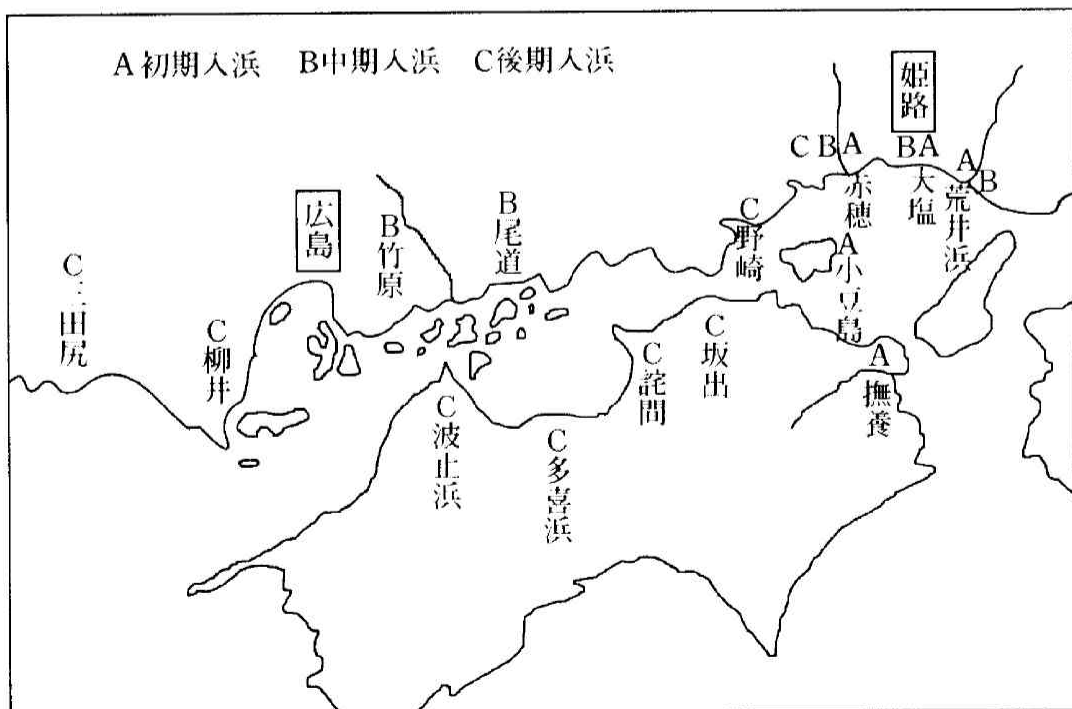 A初期入浜 B中期入浜 C後期入浜
姫路
C B A
赤穂
B A
大塩
A
B
荒井浜
C
野崎
A
小豆島
B
尾道
B
竹原
広島
C
三田尻
C
柳井
C
波止浜
C
多喜浜
C
詫間
C
坂出
A
撫養